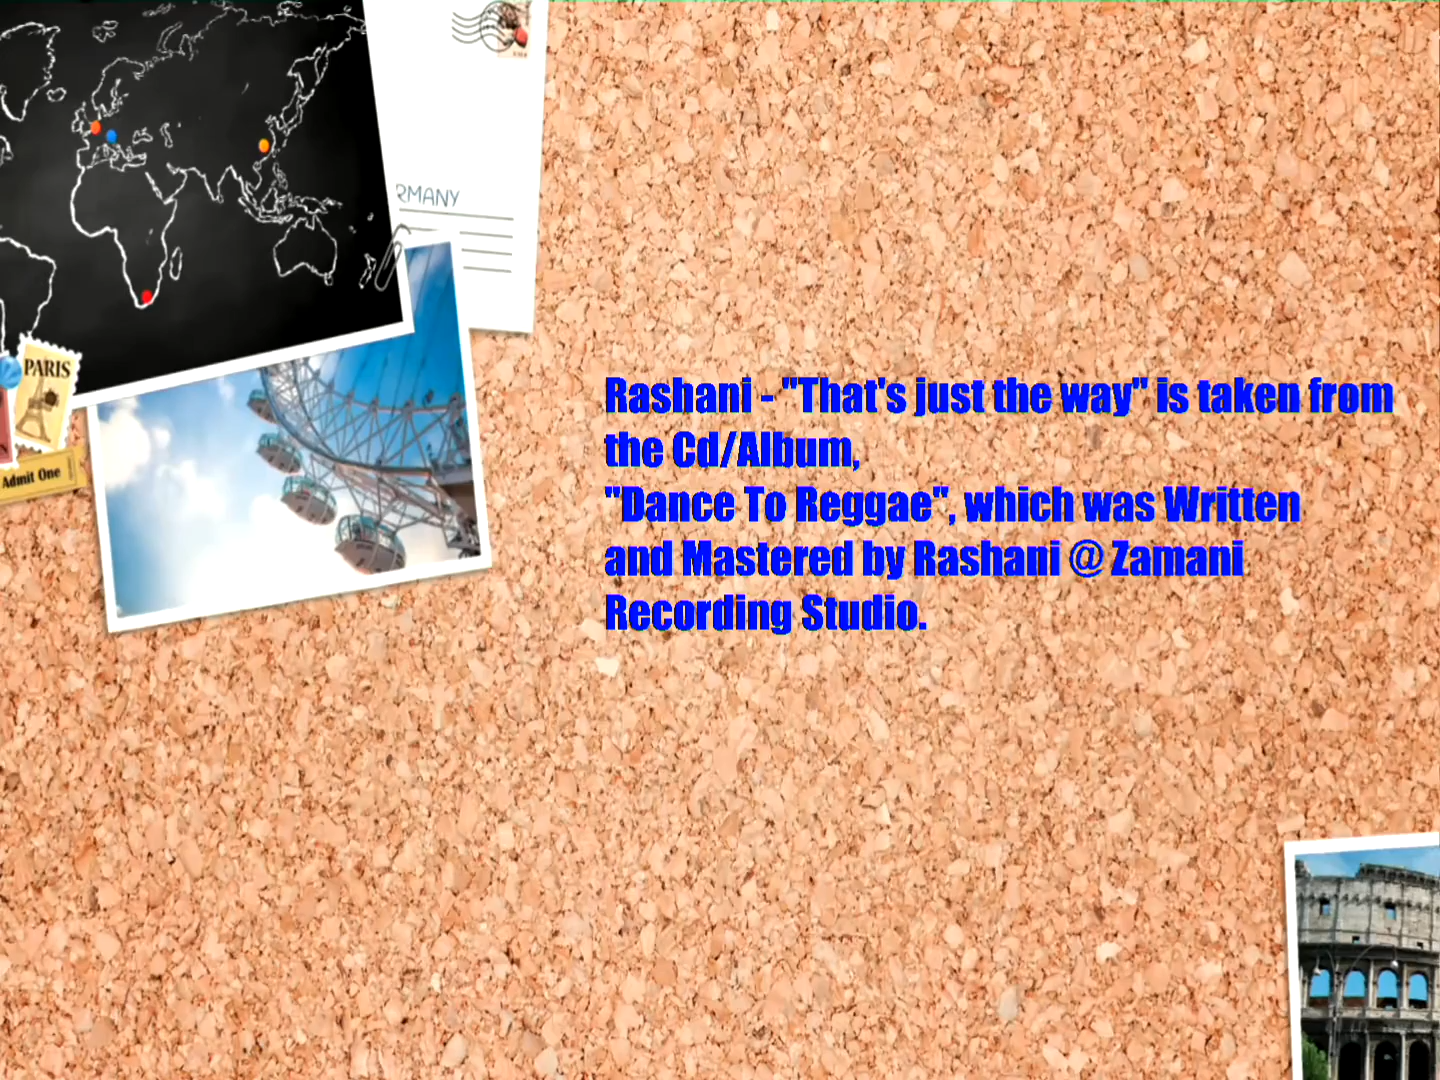 RMANY
PARIS
Admit One
Rashani - "That's just the way" is taken from
the Cd/Album,
"Dance To Reggae", which was Written
and Mastered by Rashani @ Zamani
Recording Studio.